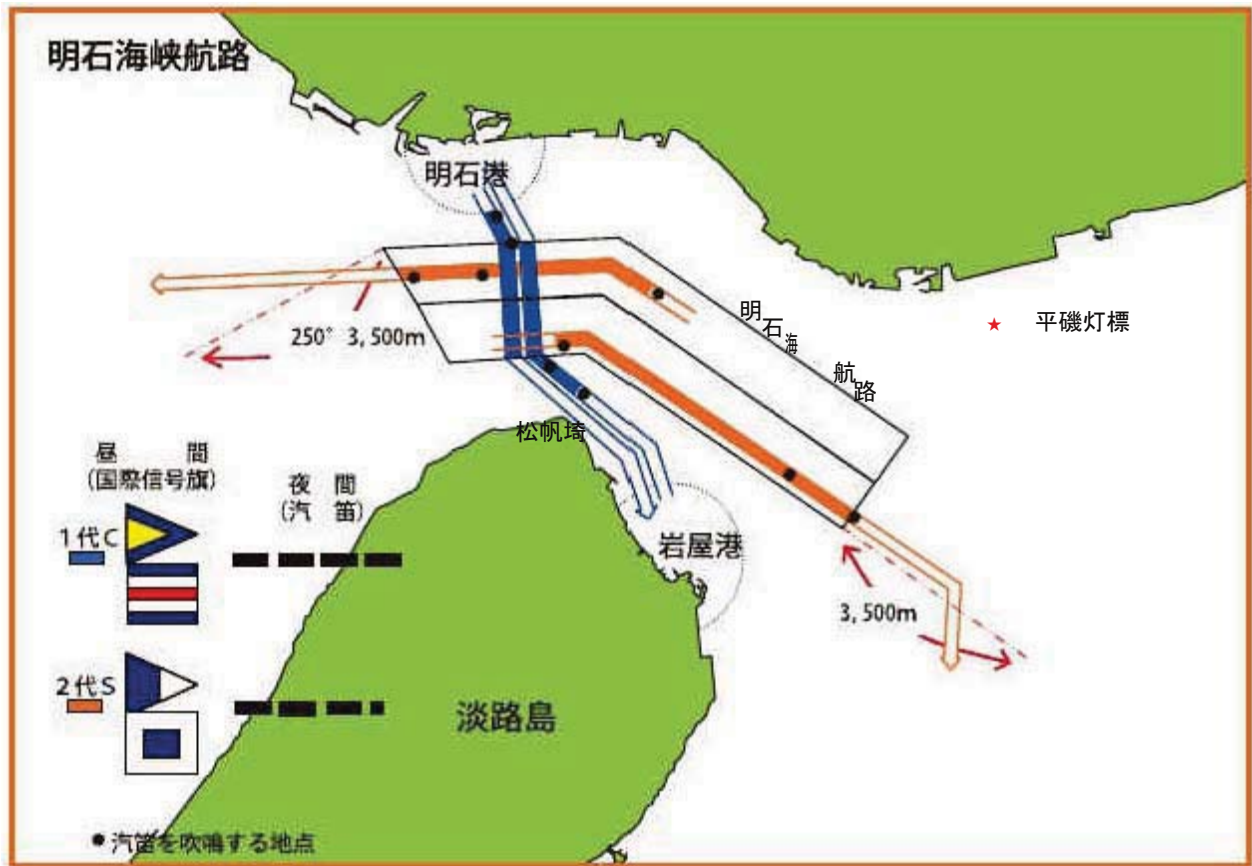 明石海峡航路
明石港
明石海
航路
平磯灯標
250° 3,500m
松帆埼
昼 間
(国際信号旗)
夜 間
(汽 笛)
1代C
岩屋港
3,500m
2代S
淡路島
●汽笛を吹鳴する地点